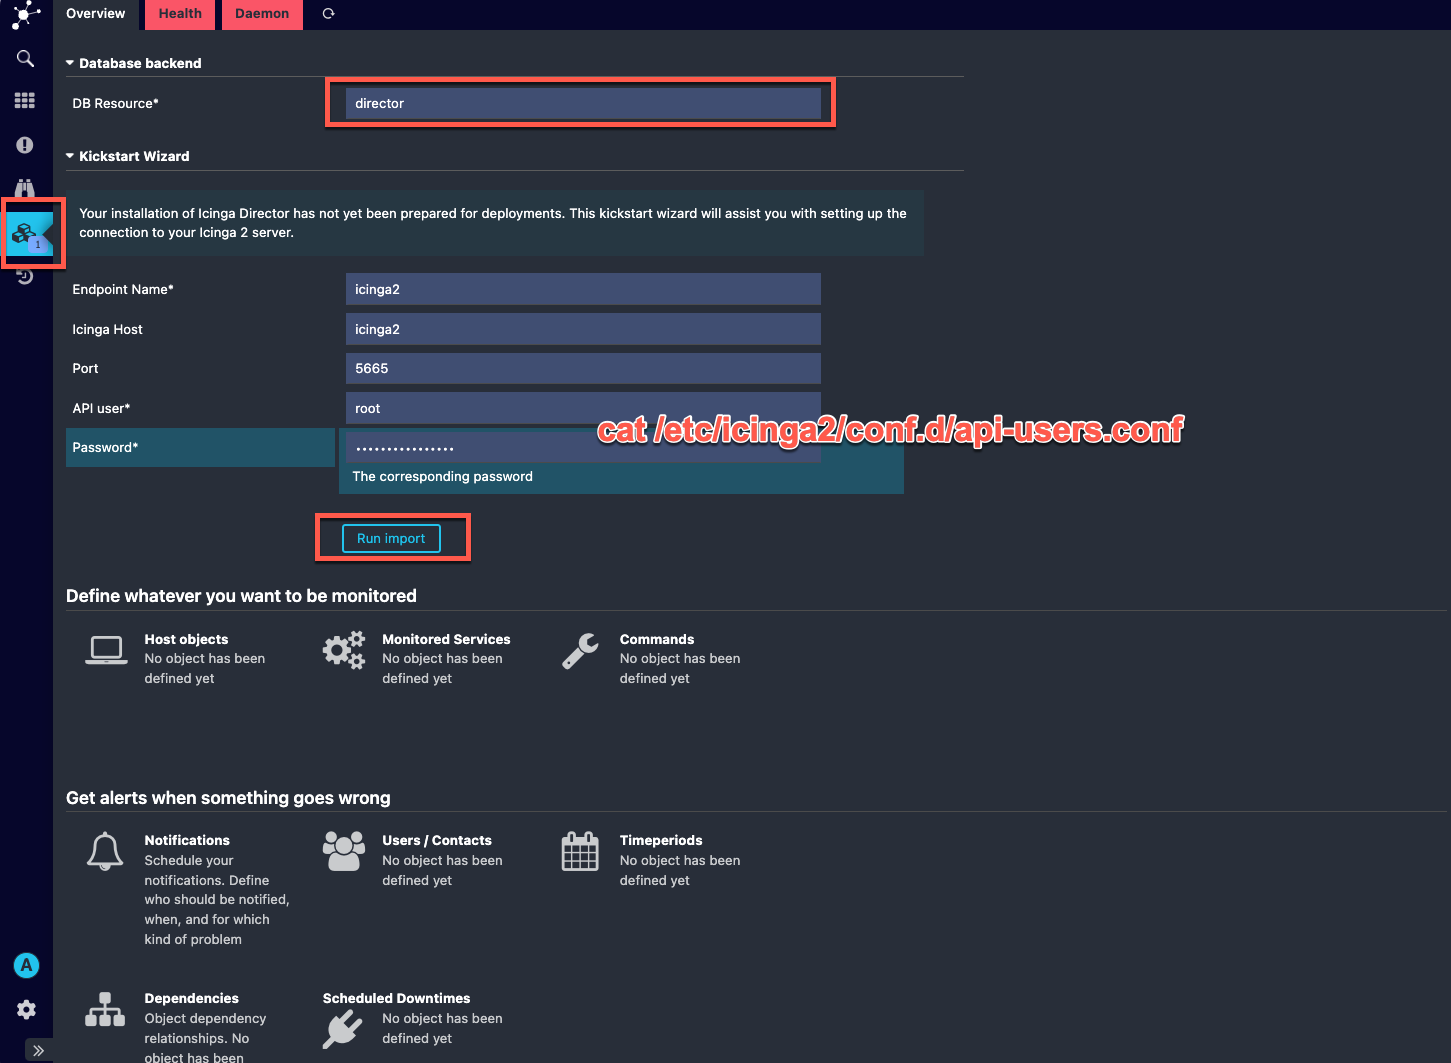 Overview
Health
Daemon
Database backend
DB Resource*
director
Kickstart Wizard
Your installation of Icinga Director has not yet been prepared for deployments. This kickstart wizard will assist you with setting up the
connection to your Icinga 2 server.
1
Endpoint Name*
icinga2
Icinga Host
icinga2
Port
5665
API user*
root
cat /etc/icinga2/conf.d/api-users.conf
Password*
................
The corresponding password
Run import
Define whatever you want to be monitored
Host objects
No object has been
defined yet
Monitored Services
No object has been
defined yet
Commands
No object has been
defined yet
Get alerts when something goes wrong
Notifications
Schedule your
notifications. Define
who should be notified,
when, and for which
kind of problem
Users / Contacts
No object has been
defined yet
Timeperiods
No object has been
defined yet
A
Dependencies
Object dependency
relationships. No
object has been
Scheduled Downtimes
No object has been
defined yet